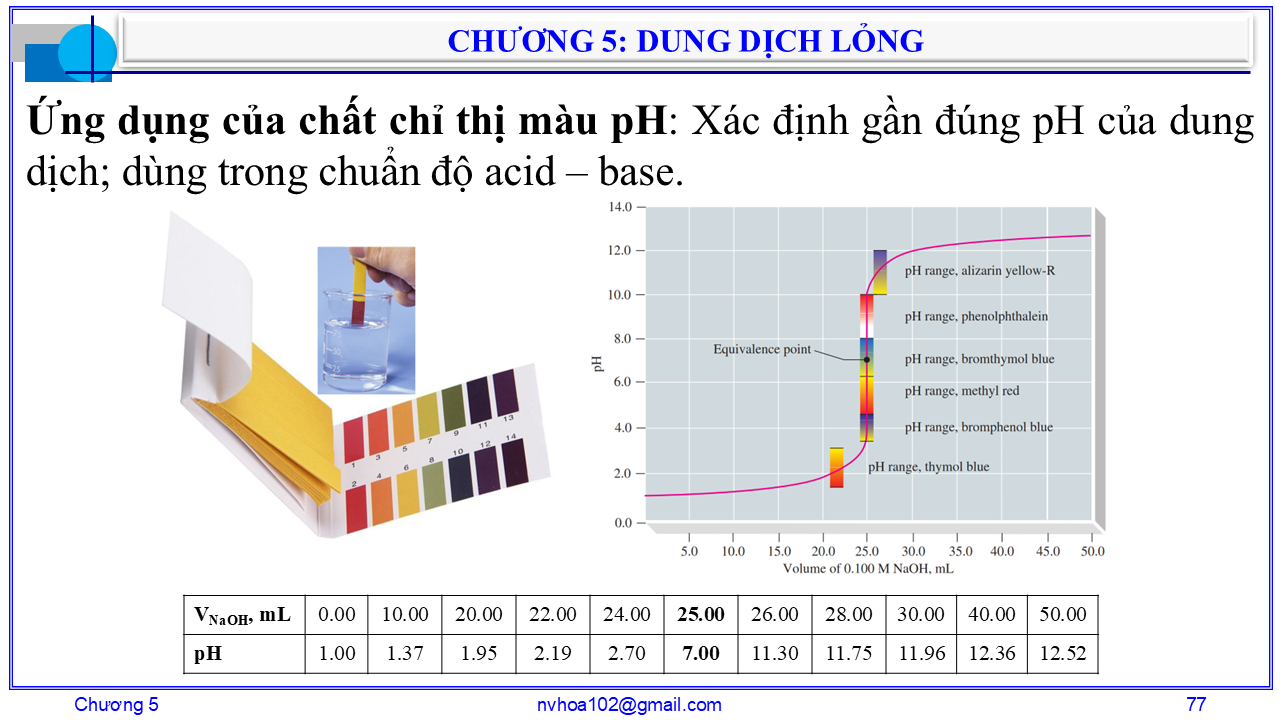 CHƯƠNG 5: DUNG DỊCH LỎNG
Ứng dụng của chất chỉ thị màu pH: Xác định gần đúng pH của dung
dịch; dùng trong chuẩn độ acid – base.
1 3 5 7 9 11 13
2 4 6 8 10 12 14
pH
14.0
12.0
10.0
8.0
6.0
4.0
2.0
0.0
pH range, alizarin yellow-R
pH range, phenolphthalein
Equivalence point
pH range, bromthymol blue
pH range, methyl red
pH range, bromphenol blue
pH range, thymol blue
5.0 10.0 15.0 20.0 25.0 30.0 35.0 40.0 45.0 50.0
Volume of 0.100 M NaOH, mL
VNaOH, mL 0.00 10.00 20.00 22.00 24.00 25.00 26.00 28.00 30.00 40.00 50.00
pH 1.00 1.37 1.95 2.19 2.70 7.00 11.30 11.75 11.96 12.36 12.52
Chương 5 nvhoa102@gmail.com 77